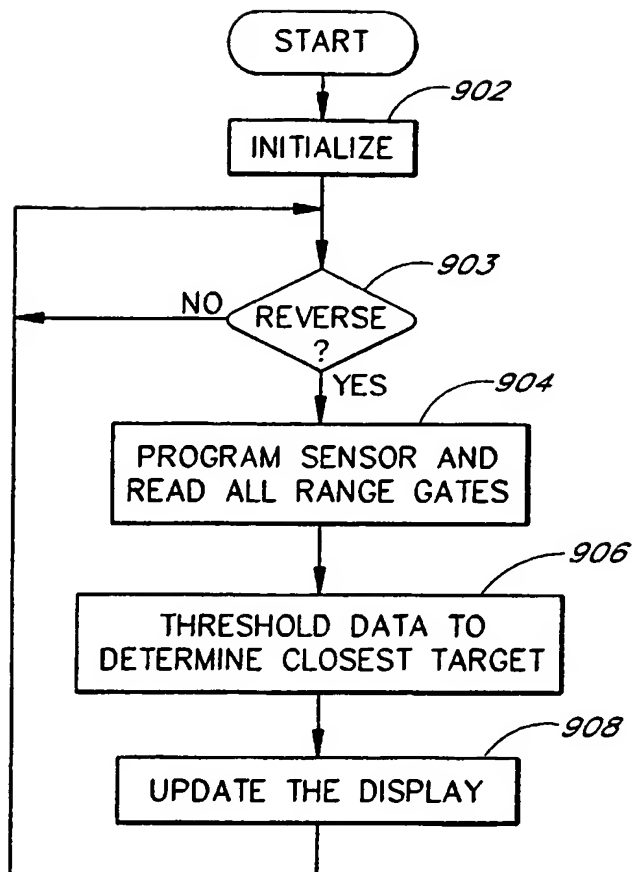 START
902
INITIALIZE
903
NO
REVERSE
?
YES
904
PROGRAM SENSOR AND
READ ALL RANGE GATES
906
THRESHOLD DATA TO
DETERMINE CLOSEST TARGET
908
UPDATE THE DISPLAY